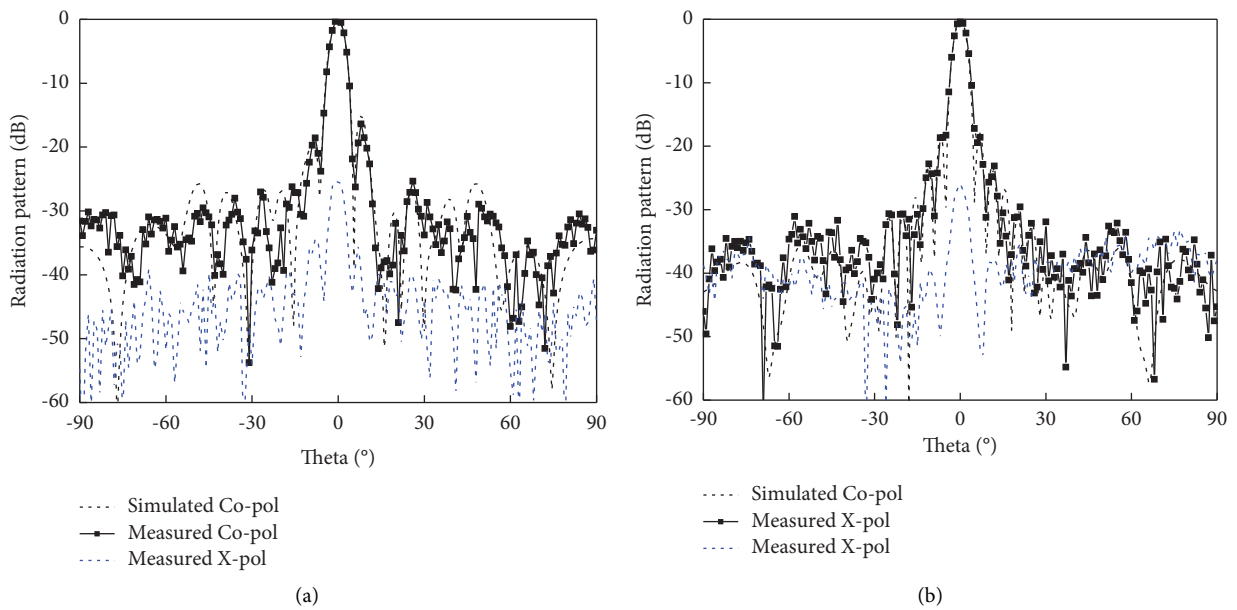 0
-10
-20
-30
-40
-50
-60
Radiation pattern (dB)
-90 -60 -30 0 30 60 90
Theta (°)
Simulated Co-pol
Measured Co-pol
Measured X-pol
(a)
0
-10
-20
-30
-40
-50
-60
Radiation pattern (dB)
-90 -60 -30 0 30 60 90
Theta (°)
Simulated Co-pol
Measured X-pol
Measured X-pol
(b)